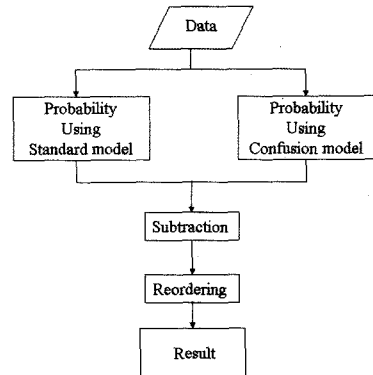 Data
Probability
Using
Standard model
Probability
Using
Confusion model
Subtraction
Reordering
Result